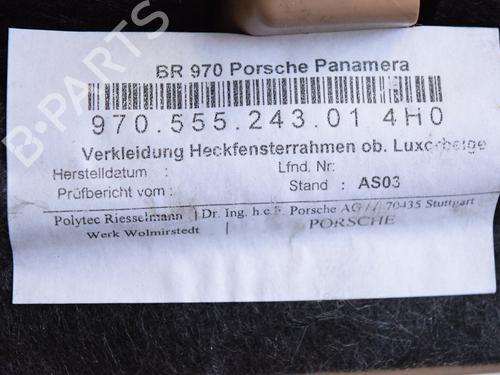 B-PARTS
BR 970 Porsche Panamera
970.555.243.01 4H0
Verkleidung Heckfensterrahmen ob. Luxorbeige
Herstelldatum : Lfnd. Nr:
Prüfbericht vom : Stand : AS03
Polytec Riesselmann Dr. Ing. h.c.F. Porsche AG // 70435 Stuttgart
Werk Wolmirstedt PORSCHE